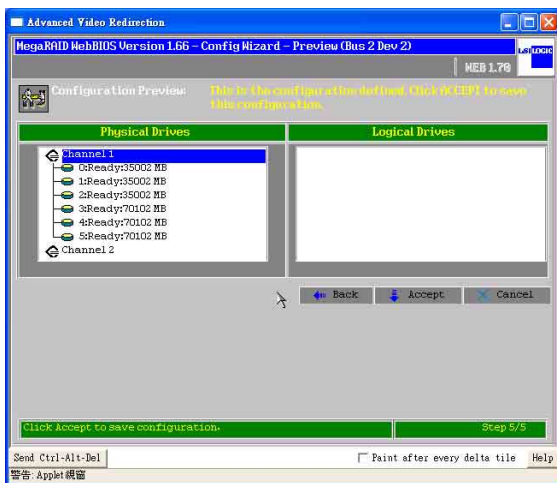 Advanced Video Redirection
MegaRAID WebBIOS Version 1.66 - Config Wizard - Preview (Bus 2 Dev 2)
LSI LOGIC
WEB 1.70
Configuration Preview: This is the configuration defined. Click ACCEPT to save
this configuration.
Physical Drives
Logical Drives
Channel 1
0:Ready:35002 MB
1:Ready:35002 MB
2:Ready:35002 MB
3:Ready:70102 MB
4:Ready:70102 MB
5:Ready:70102 MB
Channel 2
Back
Accept
Cancel
Click Accept to save configuration.
Step 5/5
Send Ctrl-Alt-Del
Paint after every delta tile
Help
警告: Applet 視窗